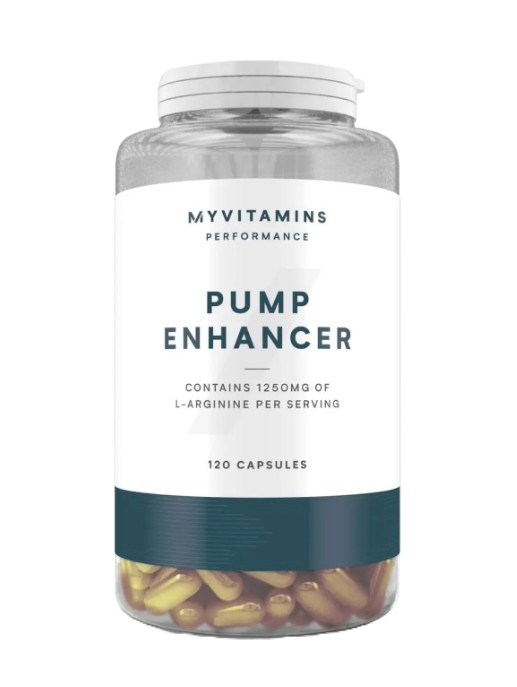 MYVITAMINS
PERFORMANCE
PUMP
ENHANCER
CONTAINS 1250MG OF
L-ARGININE PER SERVING
120 CAPSULES